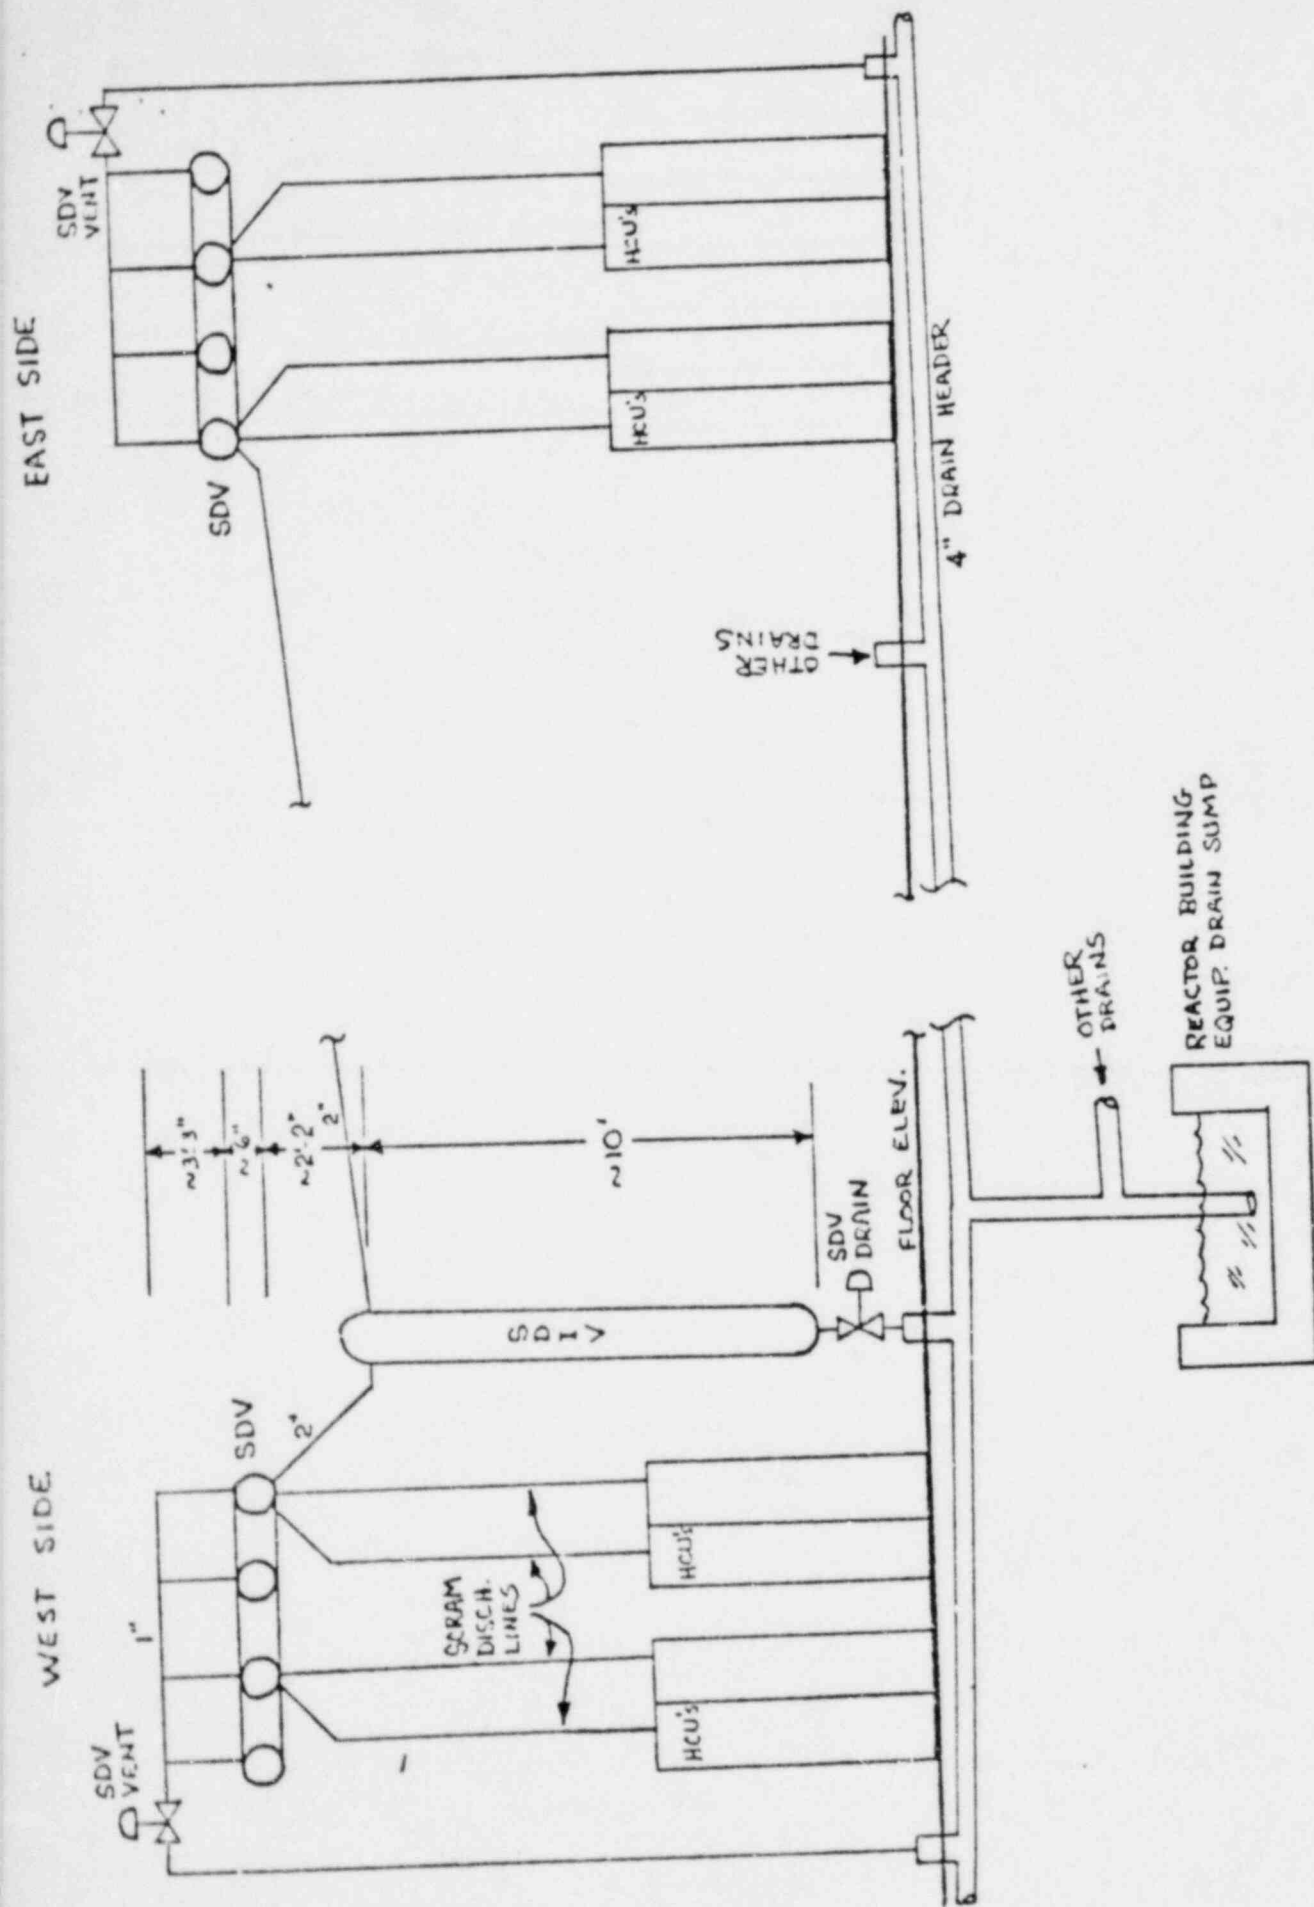 WEST SIDE
EAST SIDE
SDV
VENT
1"
SDV
2"
~3'-3"
~6"
~2'-2"
2"
~10'
SDIV
SDV
DRAIN
FLOOR ELEV.
SCRAM
DISCH.
LINES
HCU's
HCU's
SDV
VENT
SDV
HCU's
HCU's
OTHER
DRAINS
4" DRAIN HEADER
OTHER
DRAINS
REACTOR BUILDING
EQUIP. DRAIN SUMP